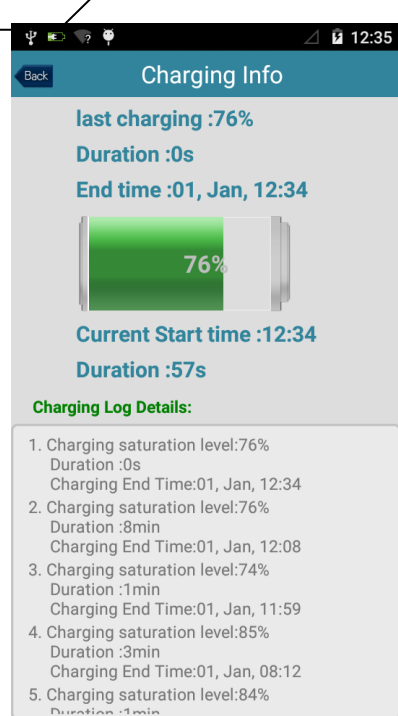 12:35
Back
Charging Info
last charging :76%
Duration :0s
End time :01, Jan, 12:34
76%
Current Start time :12:34
Duration :57s
Charging Log Details:
1. Charging saturation level:76%
Duration :0s
Charging End Time:01, Jan, 12:34
2. Charging saturation level:76%
Duration :8min
Charging End Time:01, Jan, 12:08
3. Charging saturation level:74%
Duration :1min
Charging End Time:01, Jan, 11:59
4. Charging saturation level:85%
Duration :3min
Charging End Time:01, Jan, 08:12
5. Charging saturation level:84%
Duration :1min